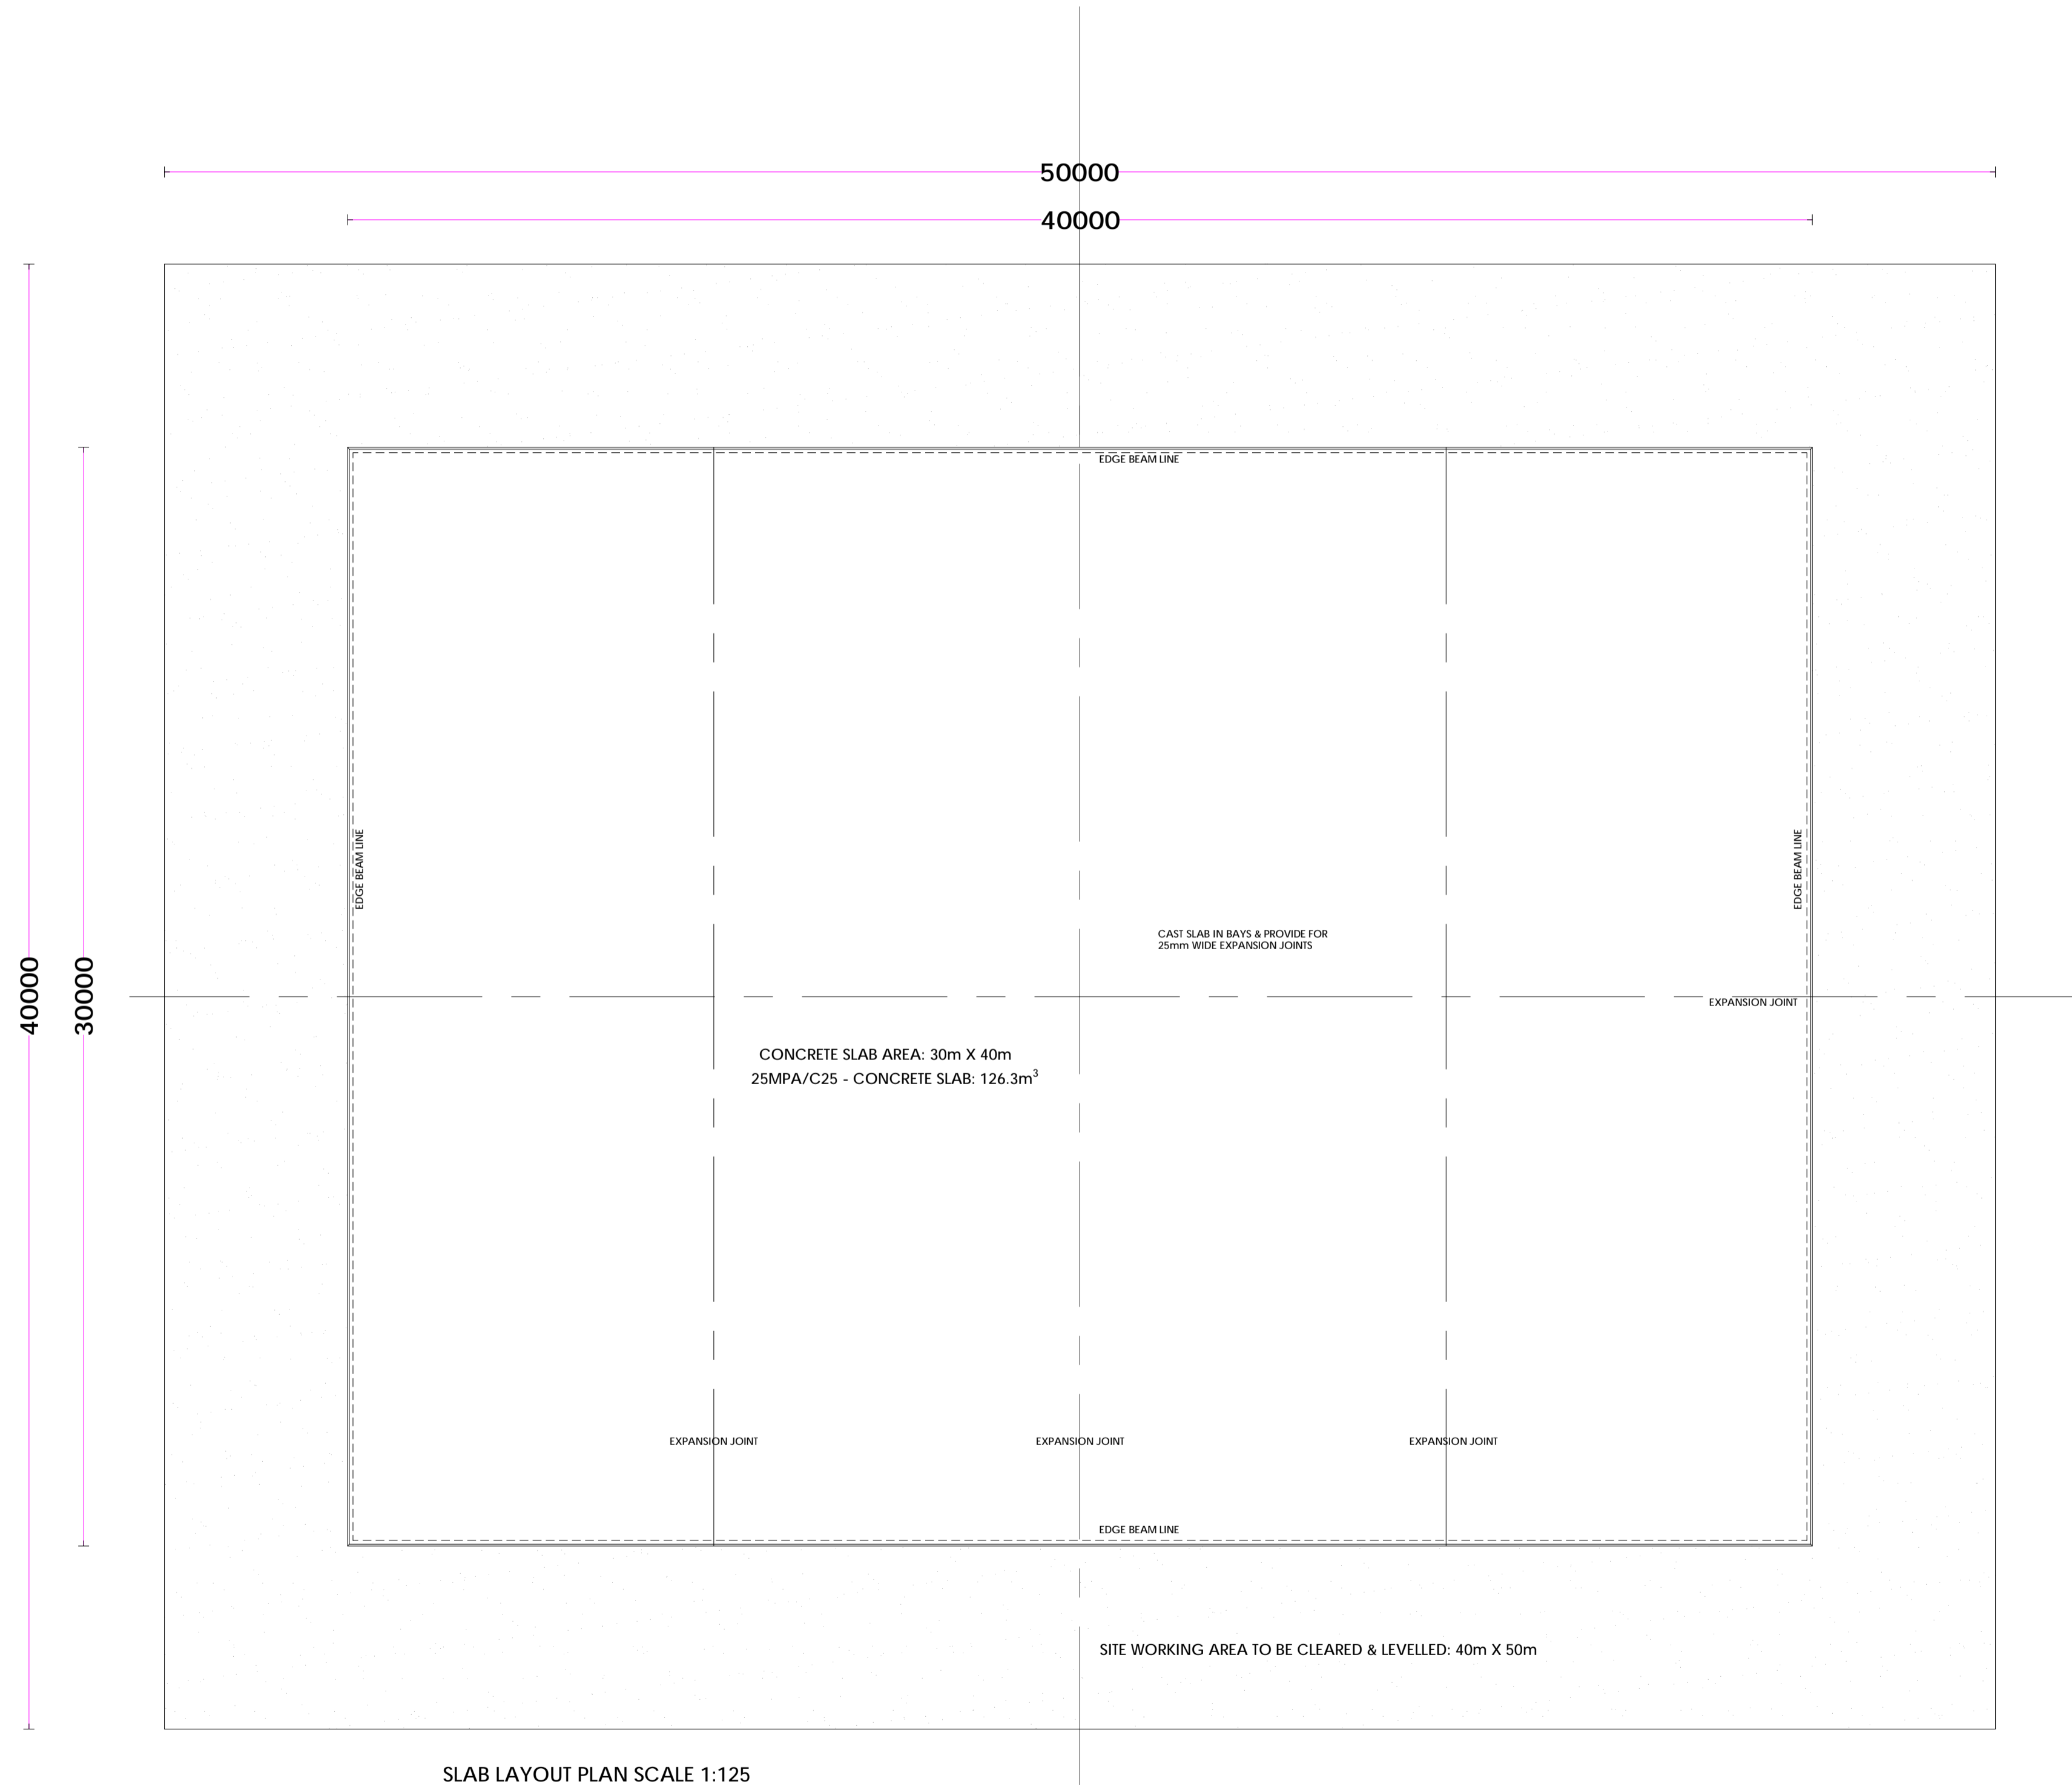 50000
40000
EDGE BEAM LINE
EDGE BEAM LINE
EDGE BEAM LINE
CAST SLAB IN BAYS & PROVIDE FOR
25mm WIDE EXPANSION JOINTS
40000
30000
EXPANSION JOINT
CONCRETE SLAB AREA: 30m X 40m
25MPA/C25 - CONCRETE SLAB: 126.3m³
EXPANSION JOINT
EXPANSION JOINT
EXPANSION JOINT
EDGE BEAM LINE
SITE WORKING AREA TO BE CLEARED & LEVELLED: 40m X 50m
SLAB LAYOUT PLAN SCALE 1:125